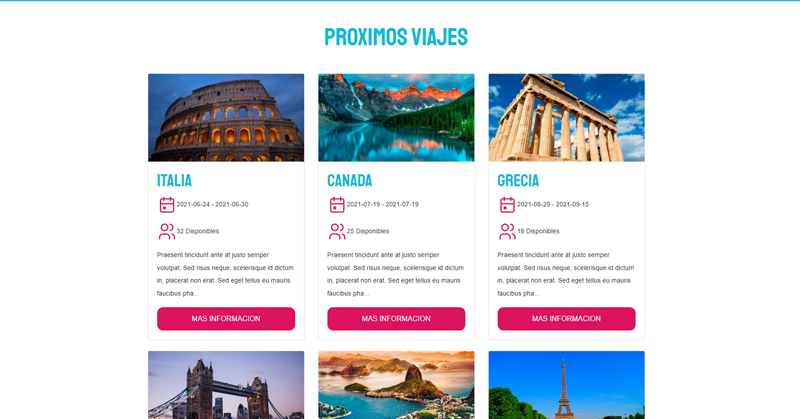 PROXIMOS VIAJES
ITALIA
2021-06-24 - 2021-06-30
32 Disponibles
Praesent tincidunt ante at justo semper
volutpat. Sed risus neque, scelerisque id dictum
in, placerat non erat. Sed eget tellus eu mauris
faucibus pha...
MAS INFORMACION
CANADA
2021-07-19 - 2021-07-19
25 Disponibles
Praesent tincidunt ante at justo semper
volutpat. Sed risus neque, scelerisque id dictum
in, placerat non erat. Sed eget tellus eu mauris
faucibus pha...
MAS INFORMACION
GRECIA
2021-08-29 - 2021-09-15
18 Disponibles
Praesent tincidunt ante at justo semper
volutpat. Sed risus neque, scelerisque id dictum
in, placerat non erat. Sed eget tellus eu mauris
faucibus pha...
MAS INFORMACION